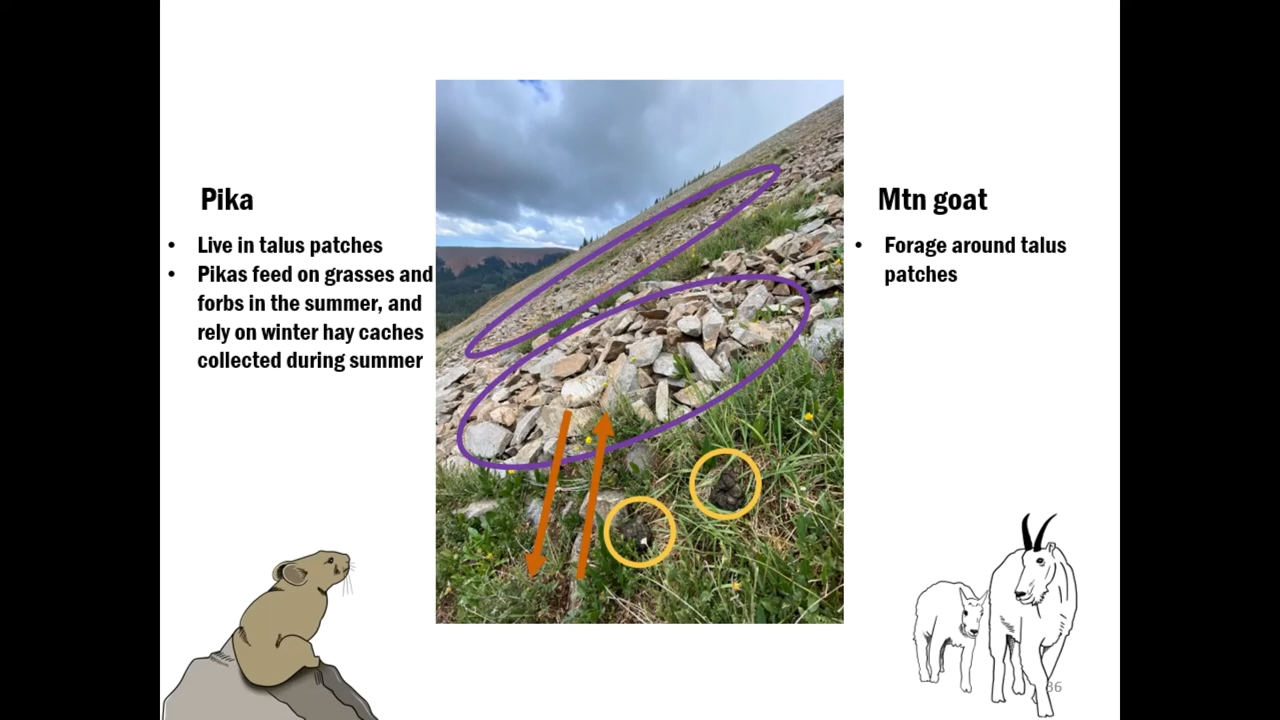 Pika
• Live in talus patches
• Pikas feed on grasses and
forbs in the summer, and
rely on winter hay caches
collected during summer
Mtn goat
• Forage around talus
patches
36